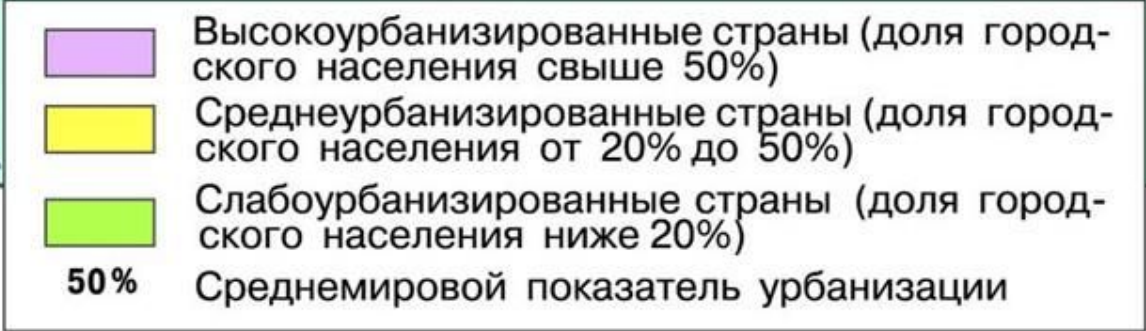 Высокоурбанизированные страны (доля город-
ского населения свыше 50%)
Среднеурбанизированные страны (доля город-
ского населения от 20% до 50%)
Слабоурбанизированные страны (доля город-
ского населения ниже 20%)
50% Среднемировой показатель урбанизации